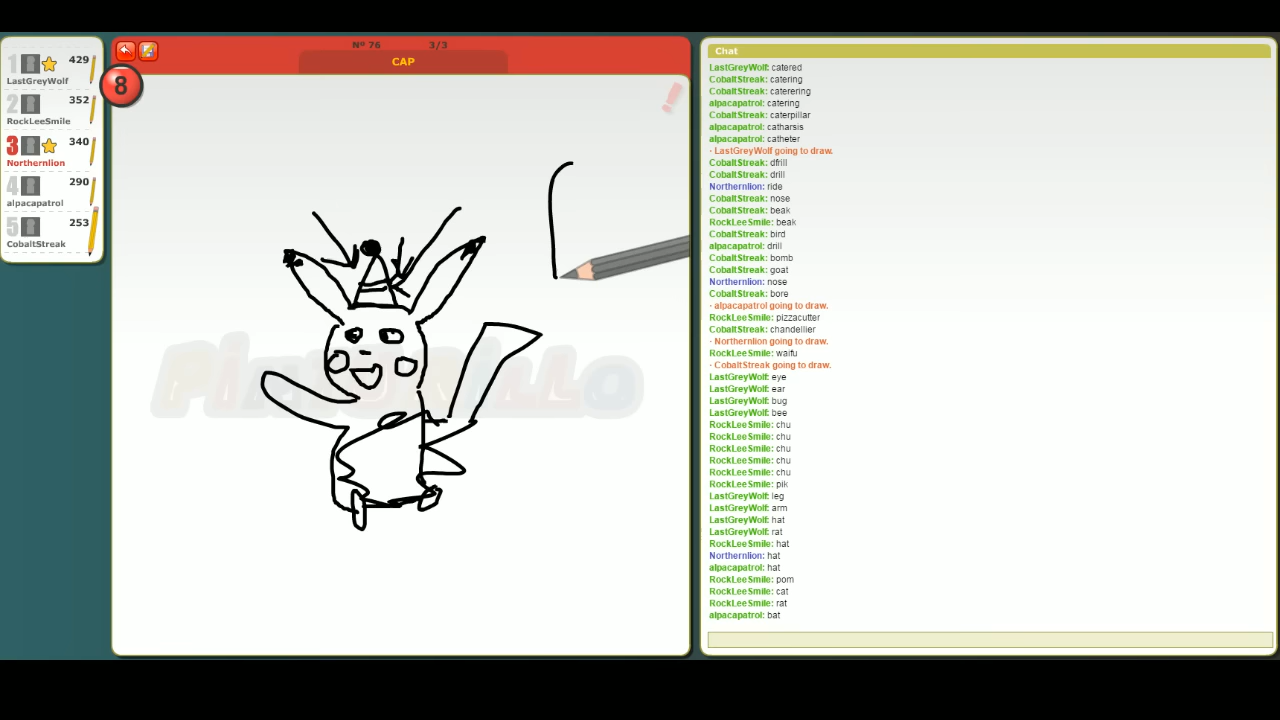 Nº 76 3/3
CAP
8
1 429
LastGreyWolf
2 352
RockLeeSmile
3 340
Northernlion
4 290
alpacapatrol
5 253
CobaltStreak
Pinturillo
Chat
LastGreyWolf: catered
CobaltStreak: catering
CobaltStreak: caterering
alpacapatrol: catering
CobaltStreak: caterpillar
alpacapatrol: catharsis
alpacapatrol: catheter
· LastGreyWolf going to draw.
CobaltStreak: dfrill
CobaltStreak: drill
Northernlion: ride
CobaltStreak: nose
CobaltStreak: beak
RockLeeSmile: beak
CobaltStreak: bird
alpacapatrol: drill
CobaltStreak: bomb
CobaltStreak: goat
Northernlion: nose
CobaltStreak: bore
· alpacapatrol going to draw.
RockLeeSmile: pizzacutter
CobaltStreak: chandellier
· Northernlion going to draw.
RockLeeSmile: waifu
· CobaltStreak going to draw.
LastGreyWolf: eye
LastGreyWolf: ear
LastGreyWolf: bug
LastGreyWolf: bee
RockLeeSmile: chu
RockLeeSmile: chu
RockLeeSmile: chu
RockLeeSmile: chu
RockLeeSmile: chu
RockLeeSmile: pik
LastGreyWolf: leg
LastGreyWolf: arm
LastGreyWolf: hat
LastGreyWolf: rat
RockLeeSmile: hat
Northernlion: hat
alpacapatrol: hat
RockLeeSmile: pom
RockLeeSmile: cat
RockLeeSmile: rat
alpacapatrol: bat